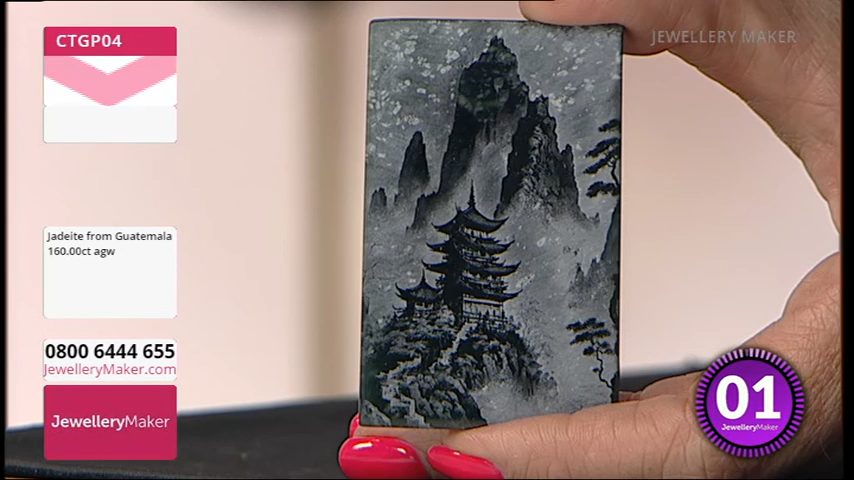 CTGP04
JEWELLERY MAKER
Jadeite from Guatemala
160.00ct agw
0800 6444 655
JewelleryMaker.com
JewelleryMaker
01
JewelleryMaker